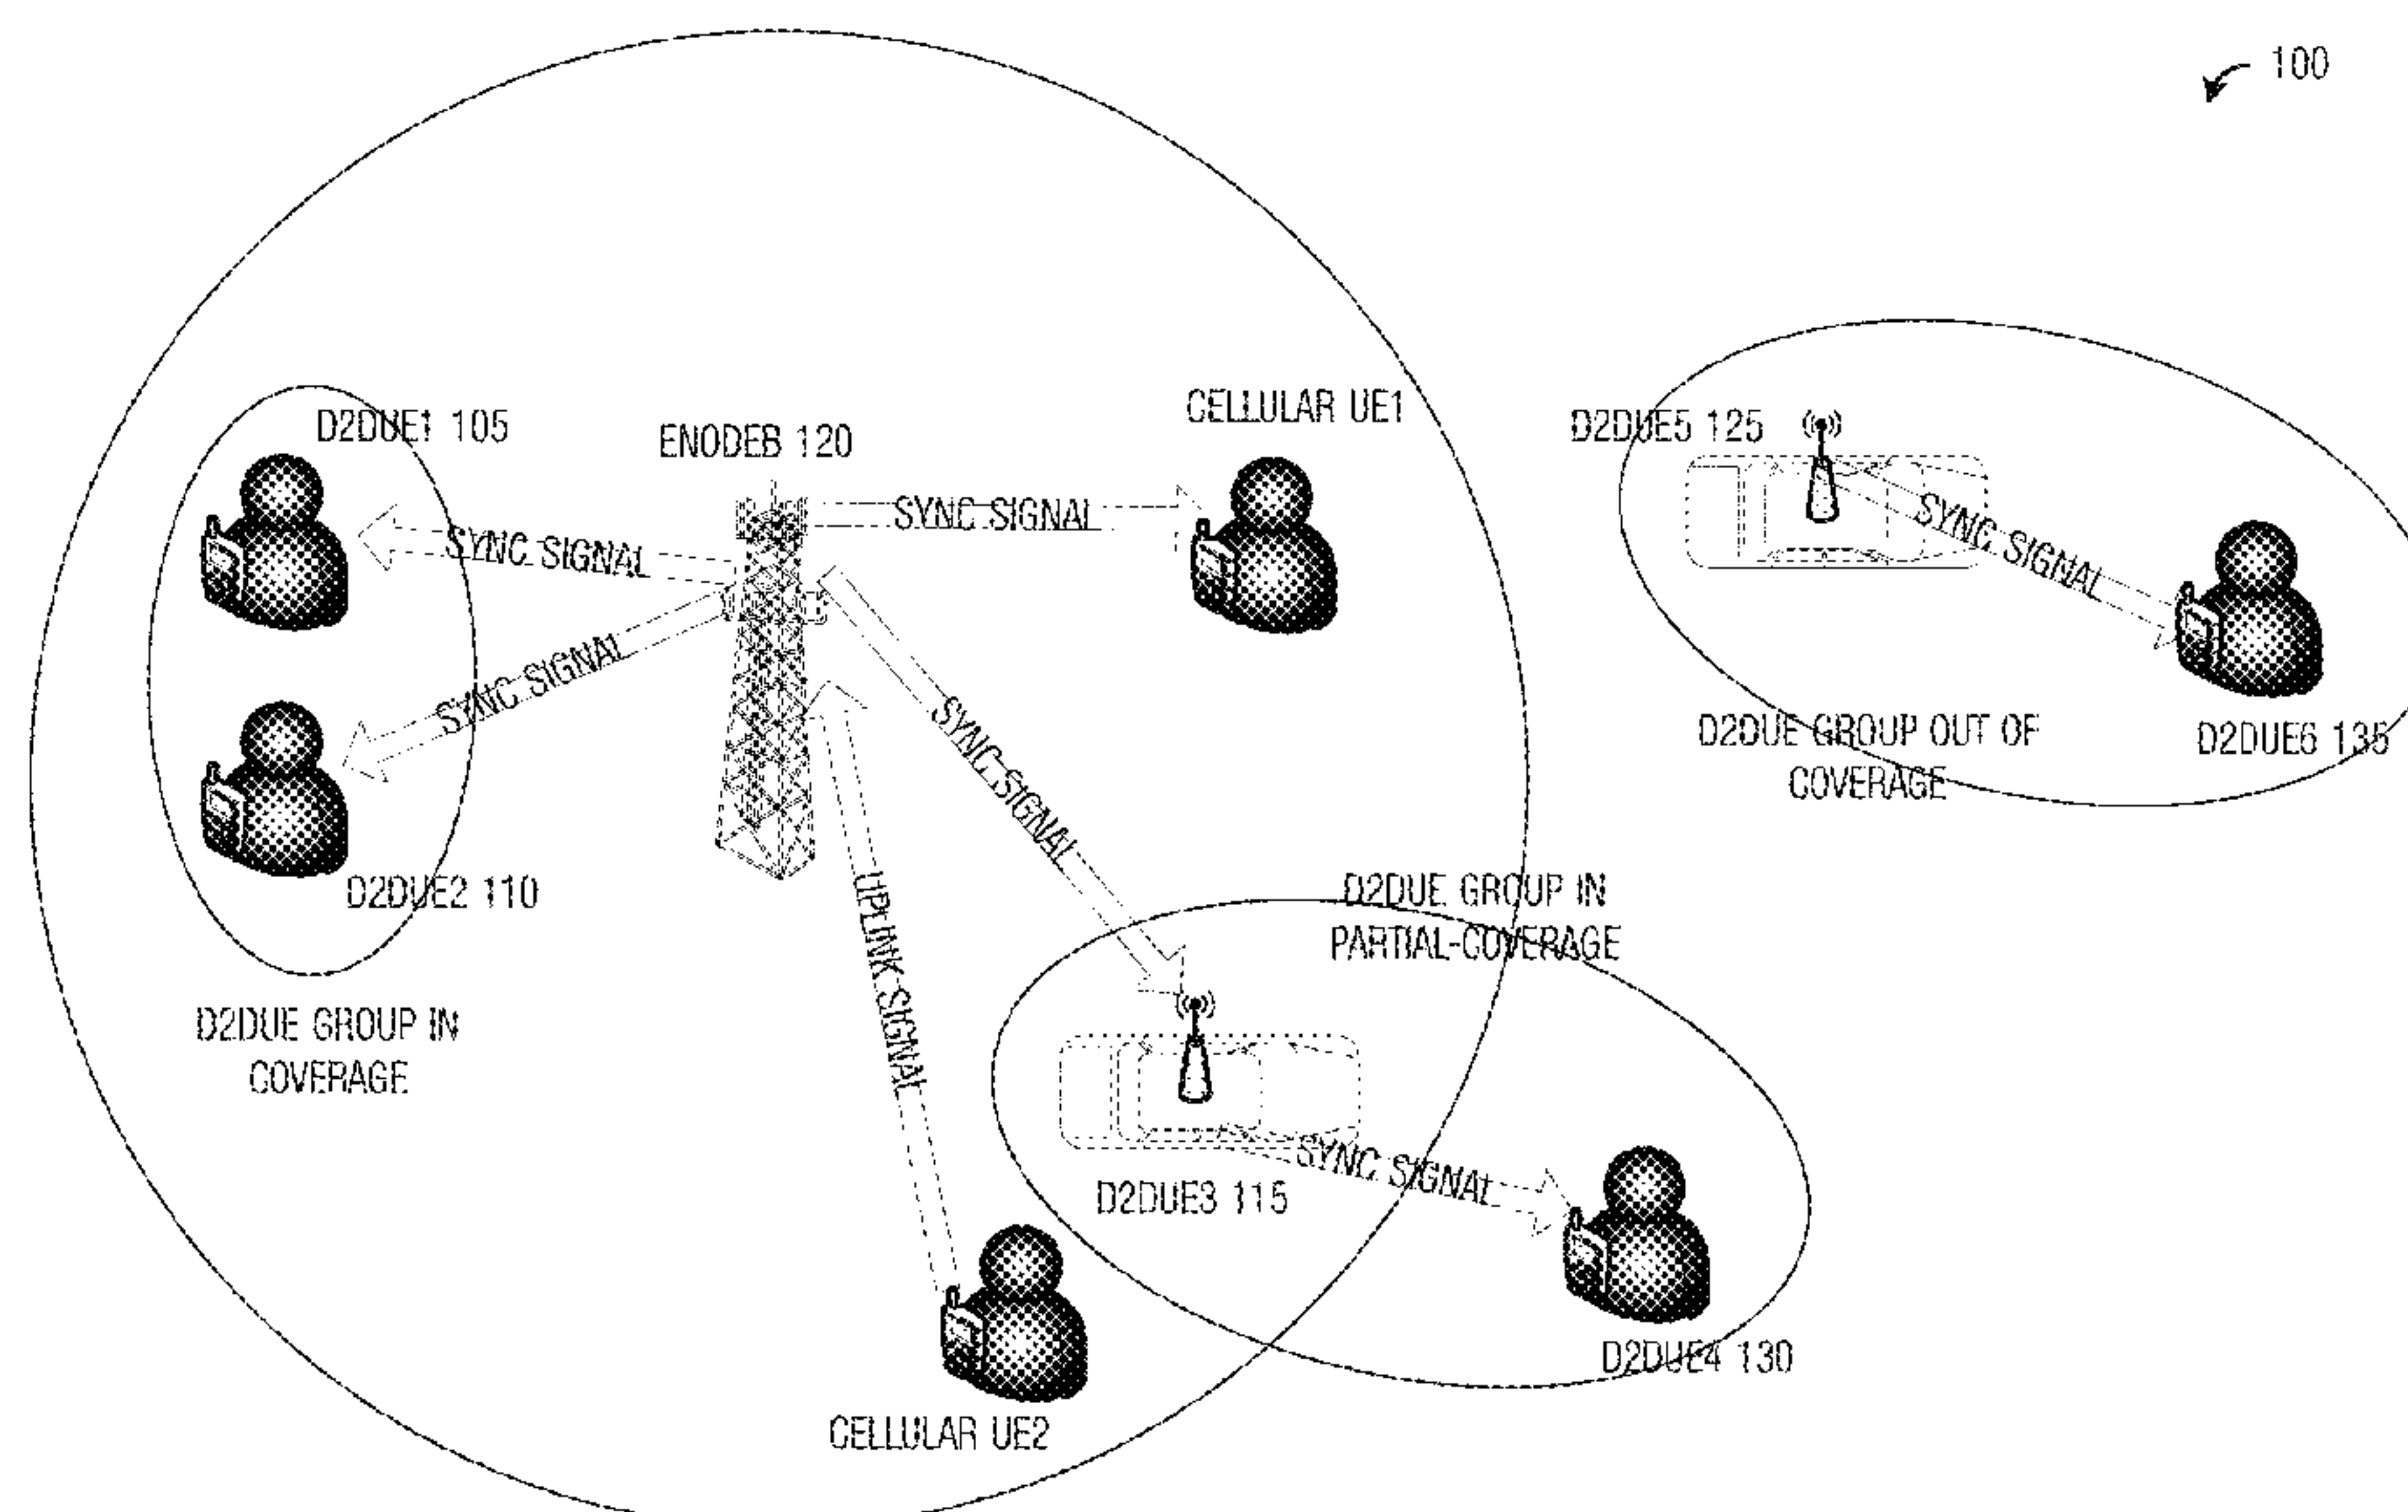 100
D2DUE1 105
ENODEB 120
CELLULAR UE1
D2DUE5 125
SYNC SIGNAL
SYNC SIGNAL
SYNC SIGNAL
SYNC SIGNAL
SYNC SIGNAL
D2DUE GROUP OUT OF
COVERAGE
D2DUE6 135
D2DUE2 110
UPLINK SIGNAL
D2DUE GROUP IN
PARTIAL-COVERAGE
D2DUE GROUP IN
COVERAGE
D2DUE3 115
SYNC SIGNAL
D2DUE4 130
CELLULAR UE2